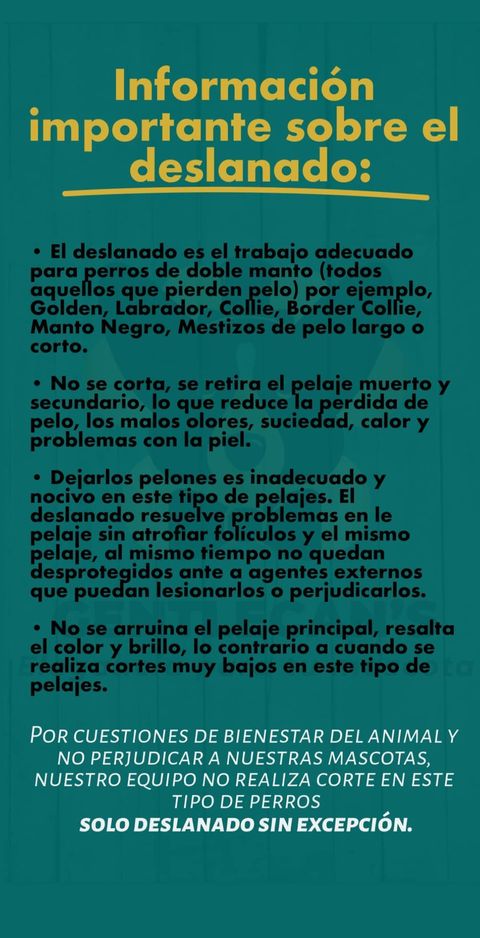 Información
importante sobre el
deslanado:
• El deslanado es el trabajo adecuado
para perros de doble manto (todos
aquellos que pierden pelo) por ejemplo,
Golden, Labrador, Collie, Border Collie,
Manto Negro, Mestizos de pelo largo o
corto.
• No se corta, se retira el pelaje muerto y
secundario, lo que reduce la perdida de
pelo, los malos olores, suciedad, calor y
problemas con la piel.
• Dejarlos pelones es inadecuado y
nocivo en este tipo de pelajes. El
deslanado resuelve problemas en le
pelaje sin atrofiar folículos y el mismo
pelaje, al mismo tiempo no quedan
desprotegidos ante a agentes externos
que puedan lesionarlos o perjudicarlos.
• No se arruina el pelaje principal, resalta
el color y brillo, lo contrario a cuando se
realiza cortes muy bajos en este tipo de
pelajes.
POR CUESTIONES DE BIENESTAR DEL ANIMAL Y
NO PERJUDICAR A NUESTRAS MASCOTAS,
NUESTRO EQUIPO NO REALIZA CORTE EN ESTE
TIPO DE PERROS
SOLO DESLANADO SIN EXCEPCIÓN.